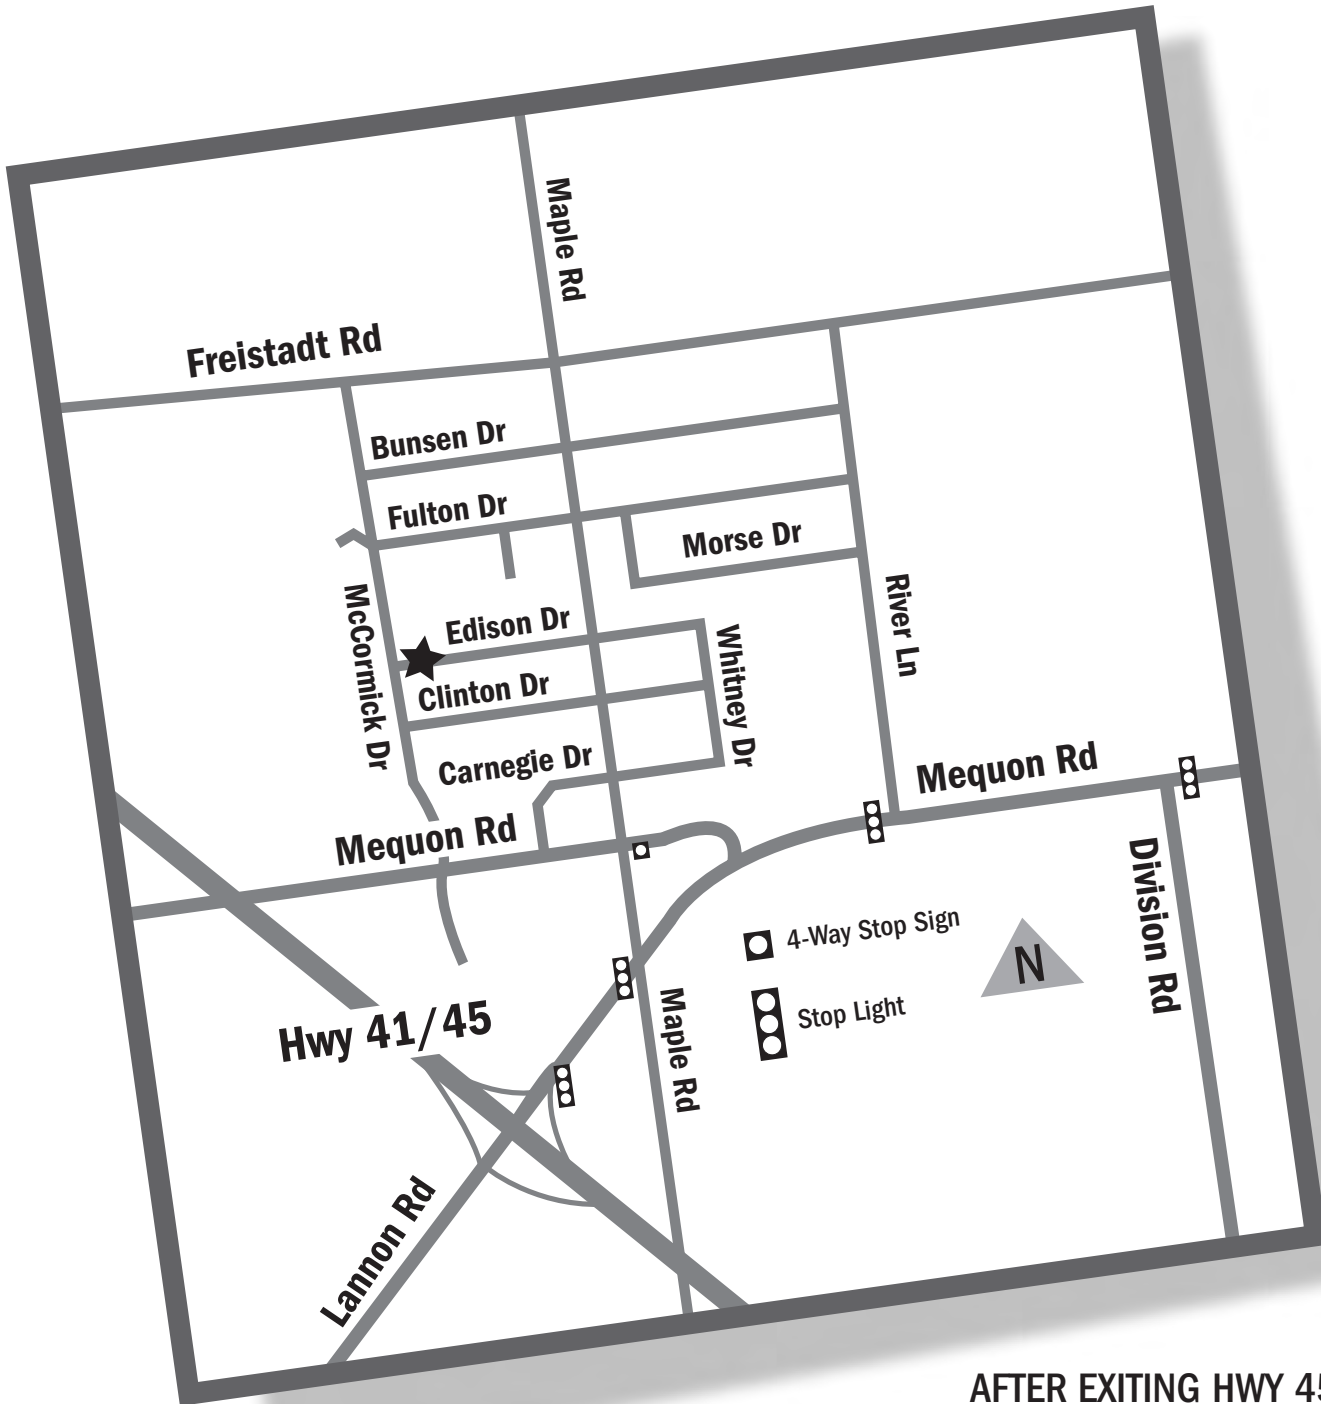 Maple Rd
Freistadt Rd
Bunsen Dr
Fulton Dr
Morse Dr
McCormick Dr
Edison Dr
River Ln
Whitney Dr
Clinton Dr
Carnegie Dr
Mequon Rd
Mequon Rd
Division Rd
4-Way Stop Sign
N
Stop Light
Hwy 41/45
Maple Rd
Lannon Rd
AFTER EXITING HWY 45